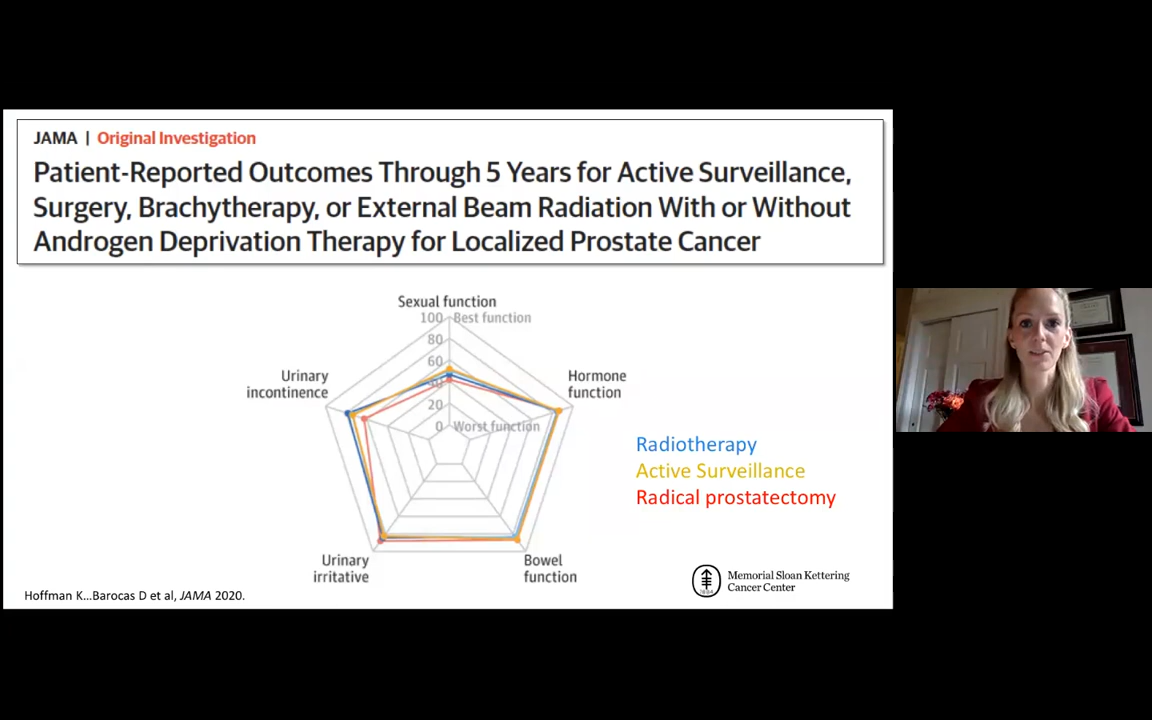 JAMA | Original Investigation
Patient-Reported Outcomes Through 5 Years for Active Surveillance,
Surgery, Brachytherapy, or External Beam Radiation With or Without
Androgen Deprivation Therapy for Localized Prostate Cancer
Sexual function
100 Best function
80
60
40
20
0 Worst function
Urinary
incontinence
Hormone
function
Urinary
irritative
Bowel
function
Radiotherapy
Active Surveillance
Radical prostatectomy
Memorial Sloan Kettering
Cancer Center
Hoffman K...Barocas D et al, JAMA 2020.